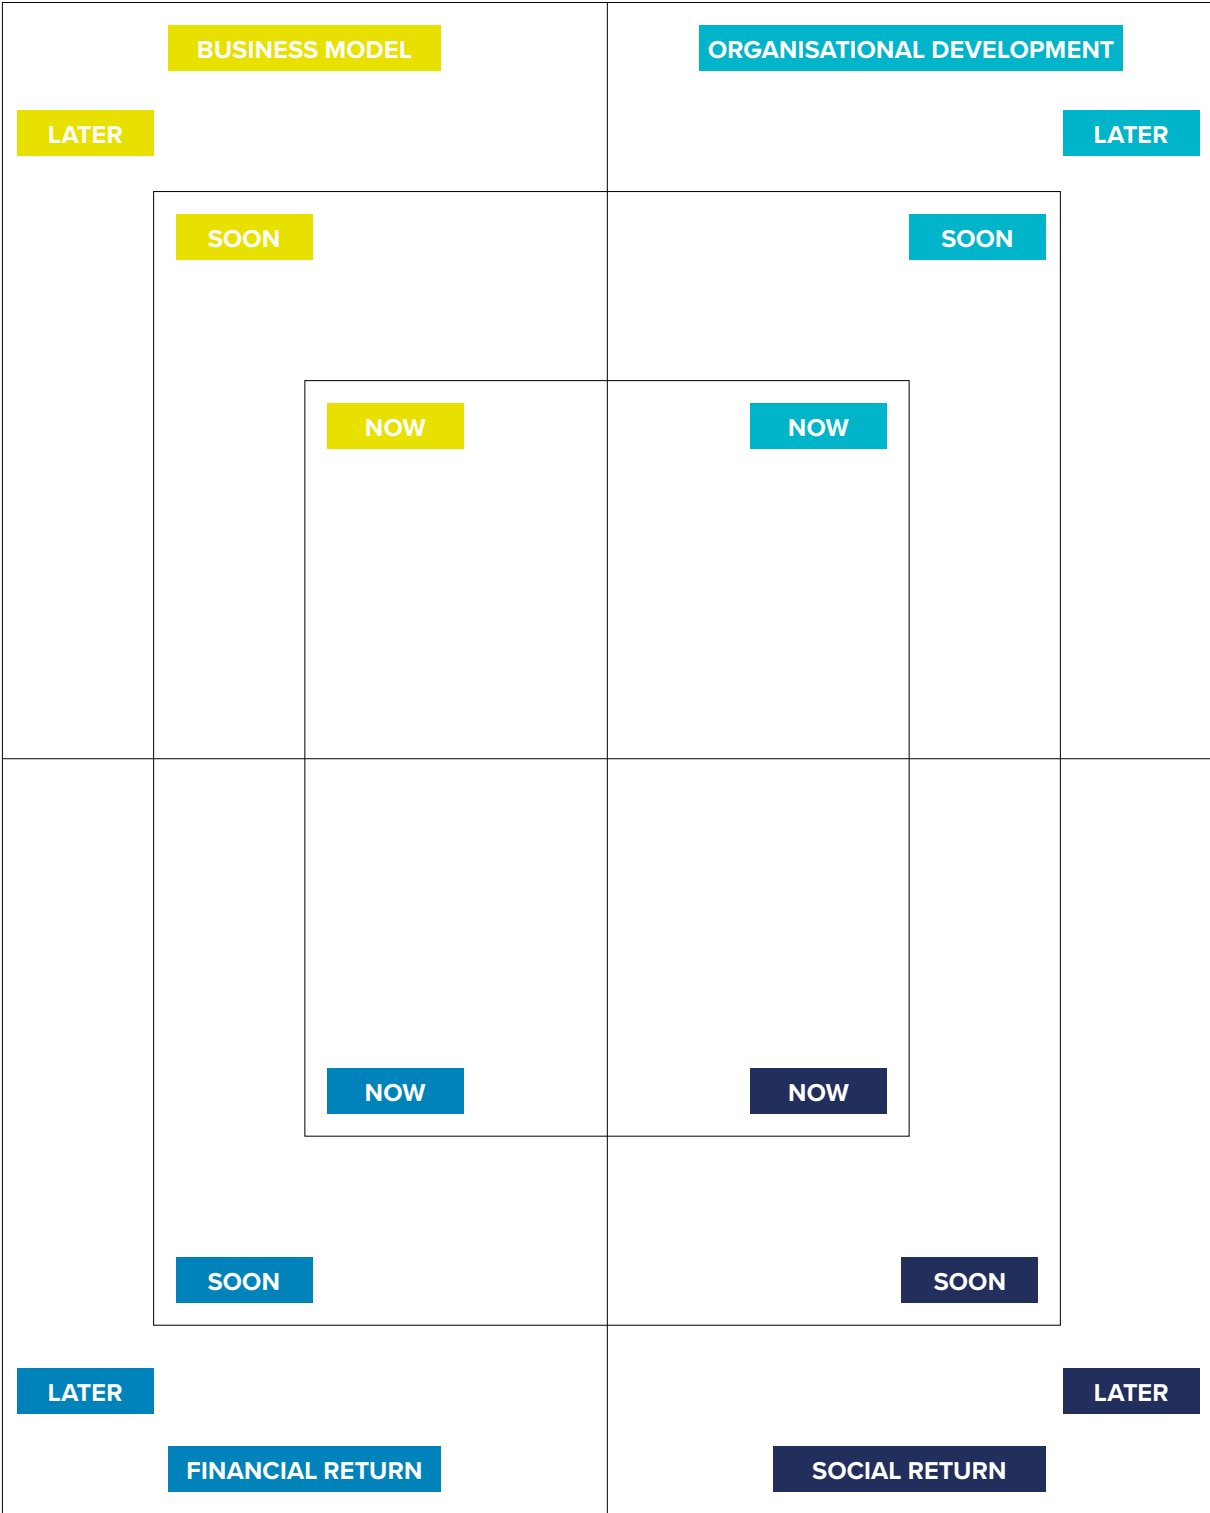 BUSINESS MODEL
ORGANISATIONAL DEVELOPMENT
LATER
LATER
SOON
SOON
NOW
NOW
NOW
NOW
SOON
SOON
LATER
LATER
FINANCIAL RETURN
SOCIAL RETURN